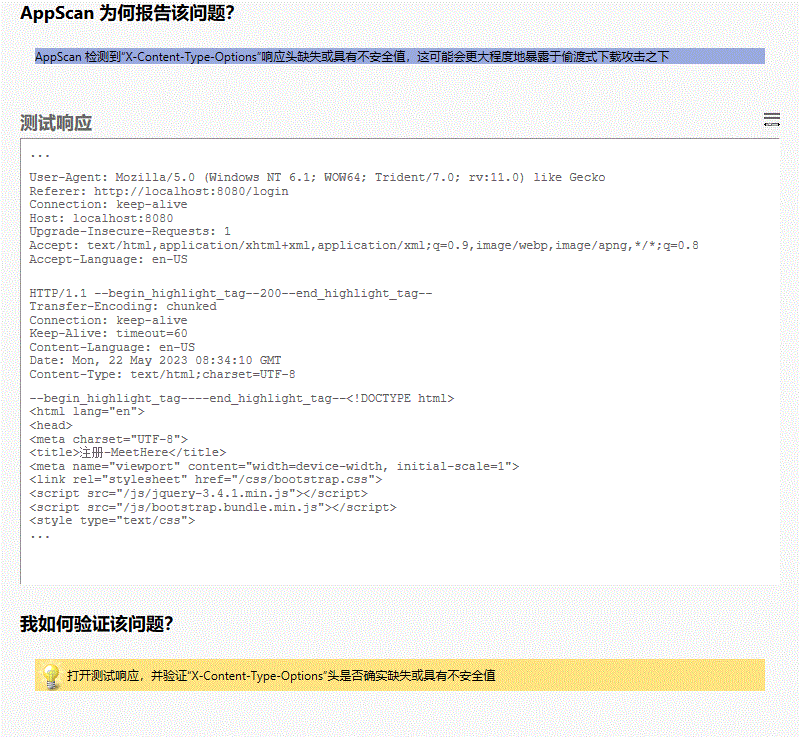 AppScan 为何报告该问题?
AppScan 检测到"X-Content-Type-Options"响应头缺失或具有不安全值，这可能会更大程度地暴露于偷渡式下载攻击之下
测试响应
...
User-Agent: Mozilla/5.0 (Windows NT 6.1; WOW64; Trident/7.0; rv:11.0) like Gecko
Referer: http://localhost:8080/login
Connection: keep-alive
Host: localhost:8080
Upgrade-Insecure-Requests: 1
Accept: text/html,application/xhtml+xml,application/xml;q=0.9,image/webp,image/apng,*/*;q=0.8
Accept-Language: en-US
HTTP/1.1 --begin_highlight_tag--200--end_highlight_tag--
Transfer-Encoding: chunked
Connection: keep-alive
Keep-Alive: timeout=60
Content-Language: en-US
Date: Mon, 22 May 2023 08:34:10 GMT
Content-Type: text/html;charset=UTF-8
--begin_highlight_tag----end_highlight_tag--<!DOCTYPE html>
<html lang="en">
<head>
<meta charset="UTF-8">
<title>注册-MeetHere</title>
<meta name="viewport" content="width=device-width, initial-scale=1">
<link rel="stylesheet" href="/css/bootstrap.css">
<script src="/js/jquery-3.4.1.min.js"></script>
<script src="/js/bootstrap.bundle.min.js"></script>
<style type="text/css">
...
我如何验证该问题?
打开测试响应，并验证"X-Content-Type-Options"头是否确实缺失或具有不安全值